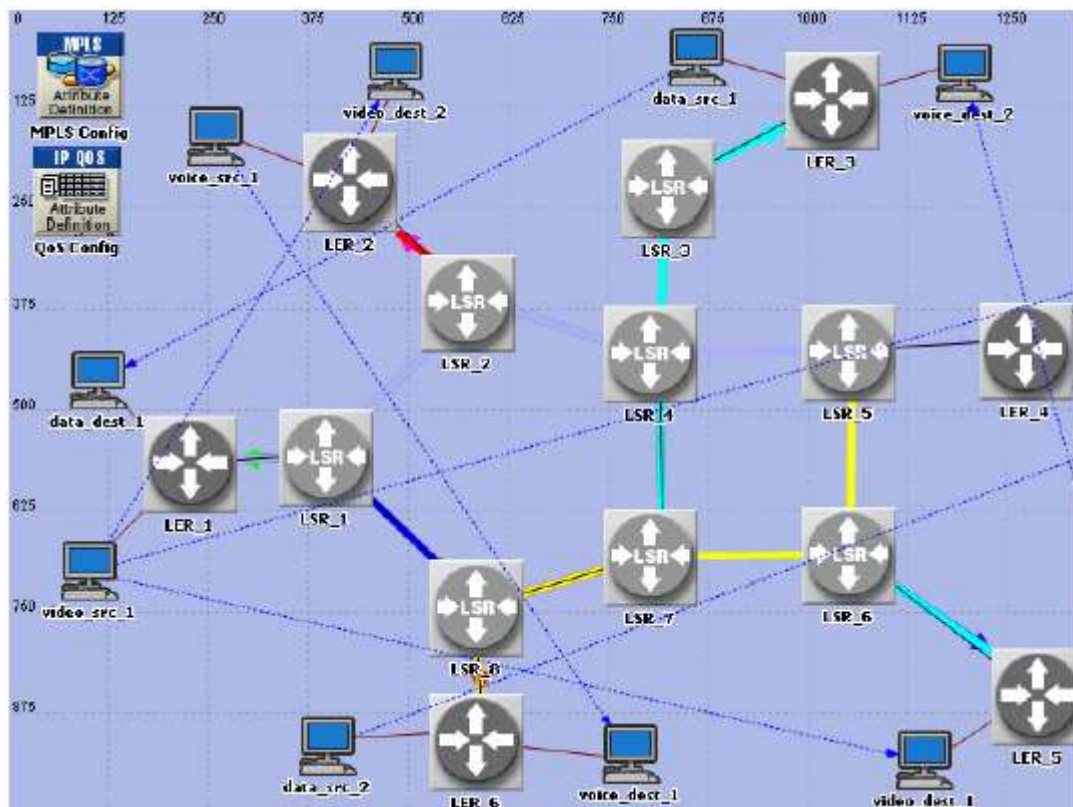 0 125 250 375 500 625 750 875 1000 1125 1250
MPLS
Attribute
Definition
MPLS Config
video_dest_2
data_src_1
voice_dest_2
125
IP QOS
Attribute
Definition
QoS Config
voice_src_1
LER_3
LSR
250
LER_2
LSR_3
LSR
375
LSR_2
LSR
LSR
data_dest_1
500
LSR_4
LSR_5
LER_4
LSR
LER_1
LSR_1
625
LSR
LSR
video_src_1
LSR
LSR_7
LSR_6
LSR_8
875
LER_5
data_src_2
LER_6
voice_dest_1
video_dest_1